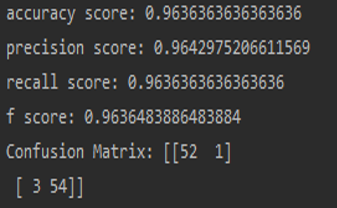 accuracy score: 0.9636363636363636
precision score: 0.9642975206611569
recall score: 0.9636363636363636
f score: 0.9636483886483884
Confusion Matrix: [[52  1]
 [ 3 54]]